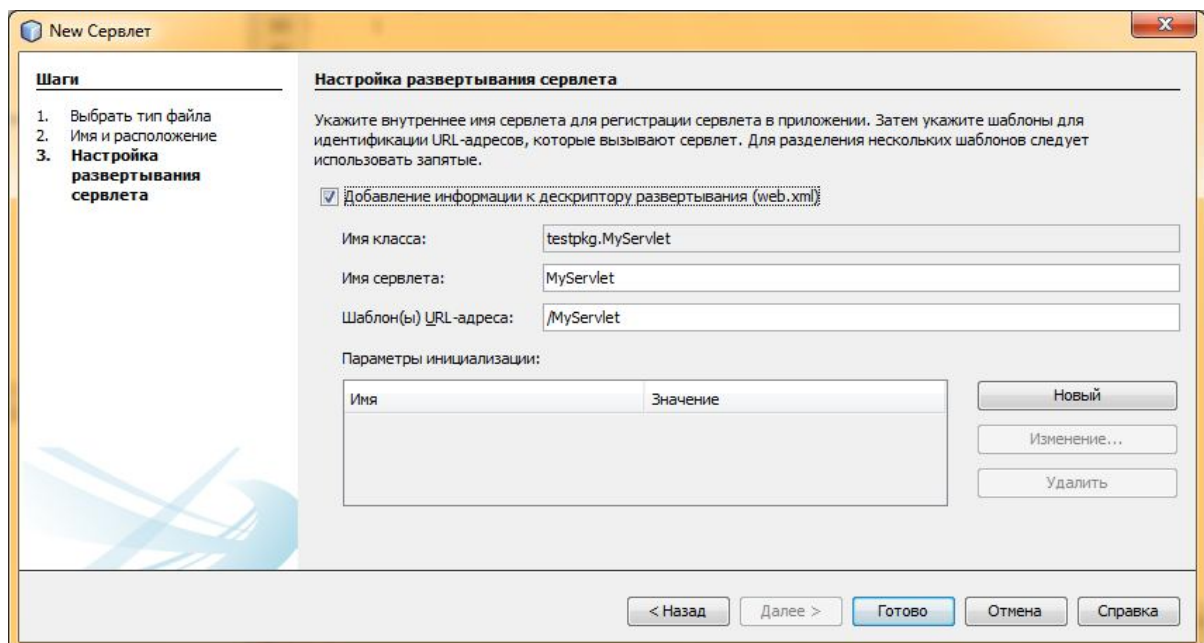 New Сервлет
Шаги
1. Выбрать тип файла
2. Имя и расположение
3. Настройка
развертывания
сервлета
Настройка развертывания сервлета
Укажите внутреннее имя сервлета для регистрации сервлета в приложении. Затем укажите шаблоны для
идентификации URL-адресов, которые вызывают сервлет. Для разделения нескольких шаблонов следует
использовать запятые.
Добавление информации к дескриптору развертывания (web.xml)
Имя класса: testpkg.MyServlet
Имя сервлета: MyServlet
Шаблон(ы) URL-адреса: /MyServlet
Параметры инициализации:
Имя Значение
Новый
Изменение...
Удалить
< Назад Далее > Готово Отмена Справка